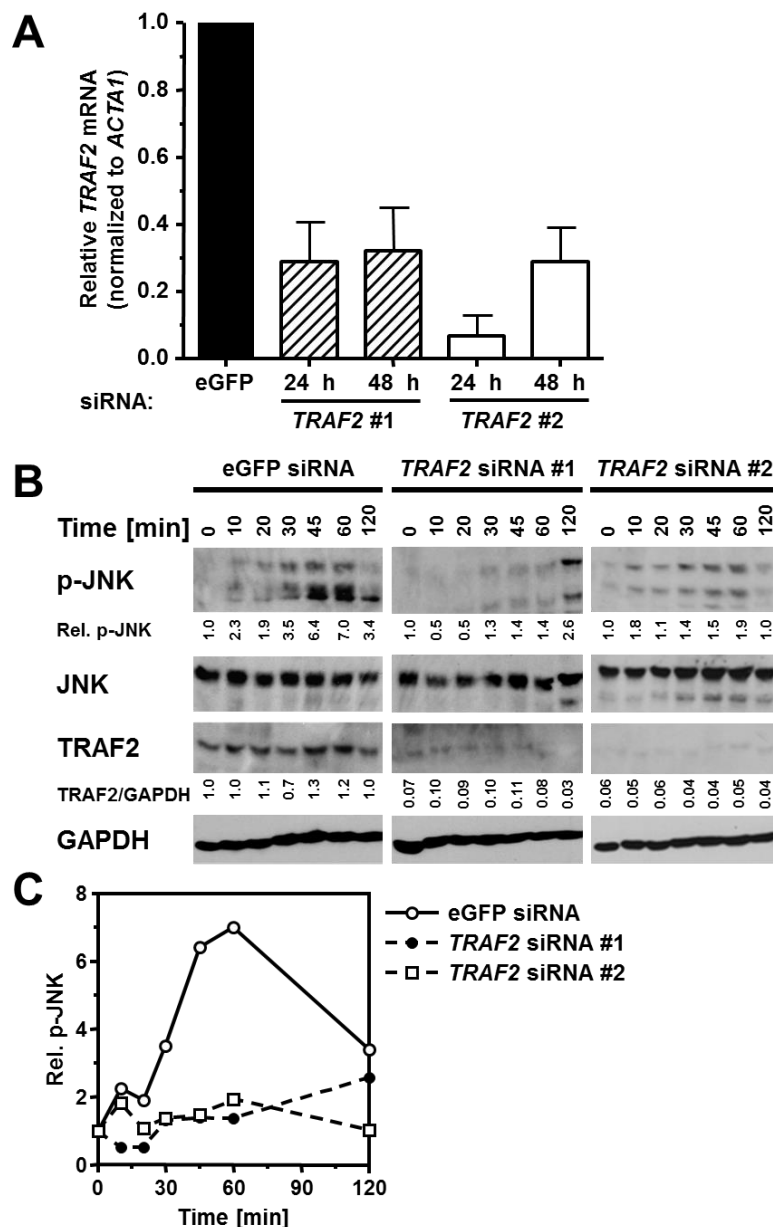 A
Relative TRAF2 mRNA
(normalized to ACTA1)
1.0
0.8
0.6
0.4
0.2
0.0
eGFP 24 h 48 h 24 h 48 h
siRNA: TRAF2 #1 TRAF2 #2
B
eGFP siRNA TRAF2 siRNA #1 TRAF2 siRNA #2
Time [min] 0 10 20 30 45 60 120 0 10 20 30 45 60 120 0 10 20 30 45 60 120
p-JNK
Rel. p-JNK 1.0 2.3 1.9 3.5 6.4 7.0 3.4 1.0 0.5 0.5 1.3 1.4 1.4 2.6 1.0 1.8 1.1 1.4 1.5 1.9 1.0
JNK
TRAF2
TRAF2/GAPDH 1.0 1.0 1.1 0.7 1.3 1.2 1.0 0.07 0.10 0.09 0.10 0.11 0.08 0.03 0.06 0.05 0.06 0.04 0.04 0.05 0.04
GAPDH
C
Rel. p-JNK
8
6
4
2
0
0 30 60 90 120
Time [min]
eGFP siRNA
TRAF2 siRNA #1
TRAF2 siRNA #2